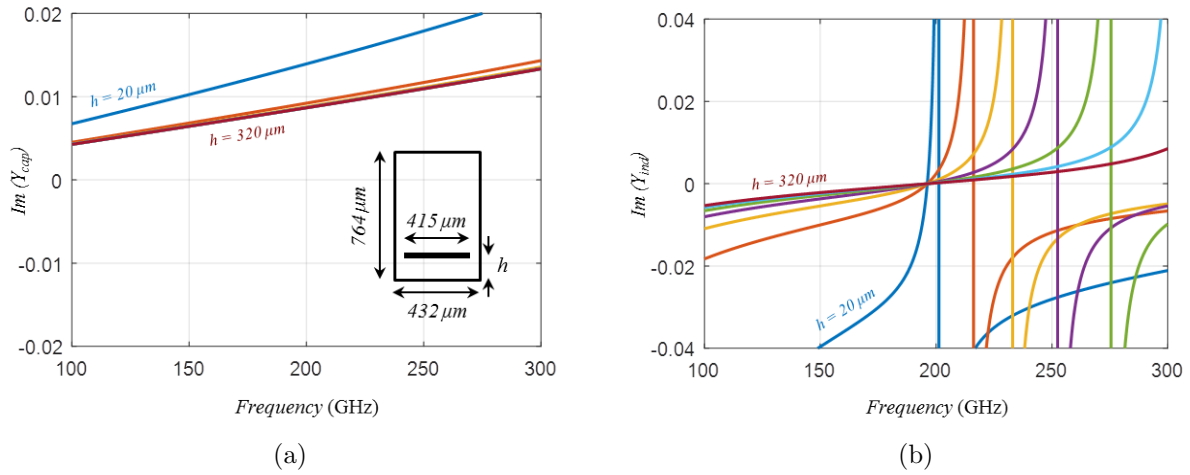 0.02
0.01
0
-0.01
-0.02
Im (Y_cap)
h = 20 μm
h = 320 μm
764 μm
415 μm
h
432 μm
100
150
200
250
300
Frequency (GHz)
(a)
0.04
0.02
0
-0.02
-0.04
Im (Y_ind)
h = 320 μm
h = 20 μm
100
150
200
250
300
Frequency (GHz)
(b)